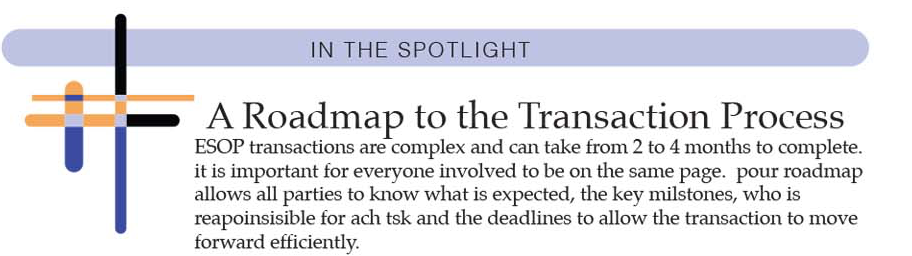 IN THE SPOTLIGHT
A Roadmap to the Transaction Process
ESOP transactions are complex and can take from 2 to 4 months to complete.
it is important for everyone involved to be on the same page.  pour roadmap
allows all parties to know what is expected, the key milstones, who is
reapoinsisible for ach tsk and the deadlines to allow the transaction to move
forward efficiently.